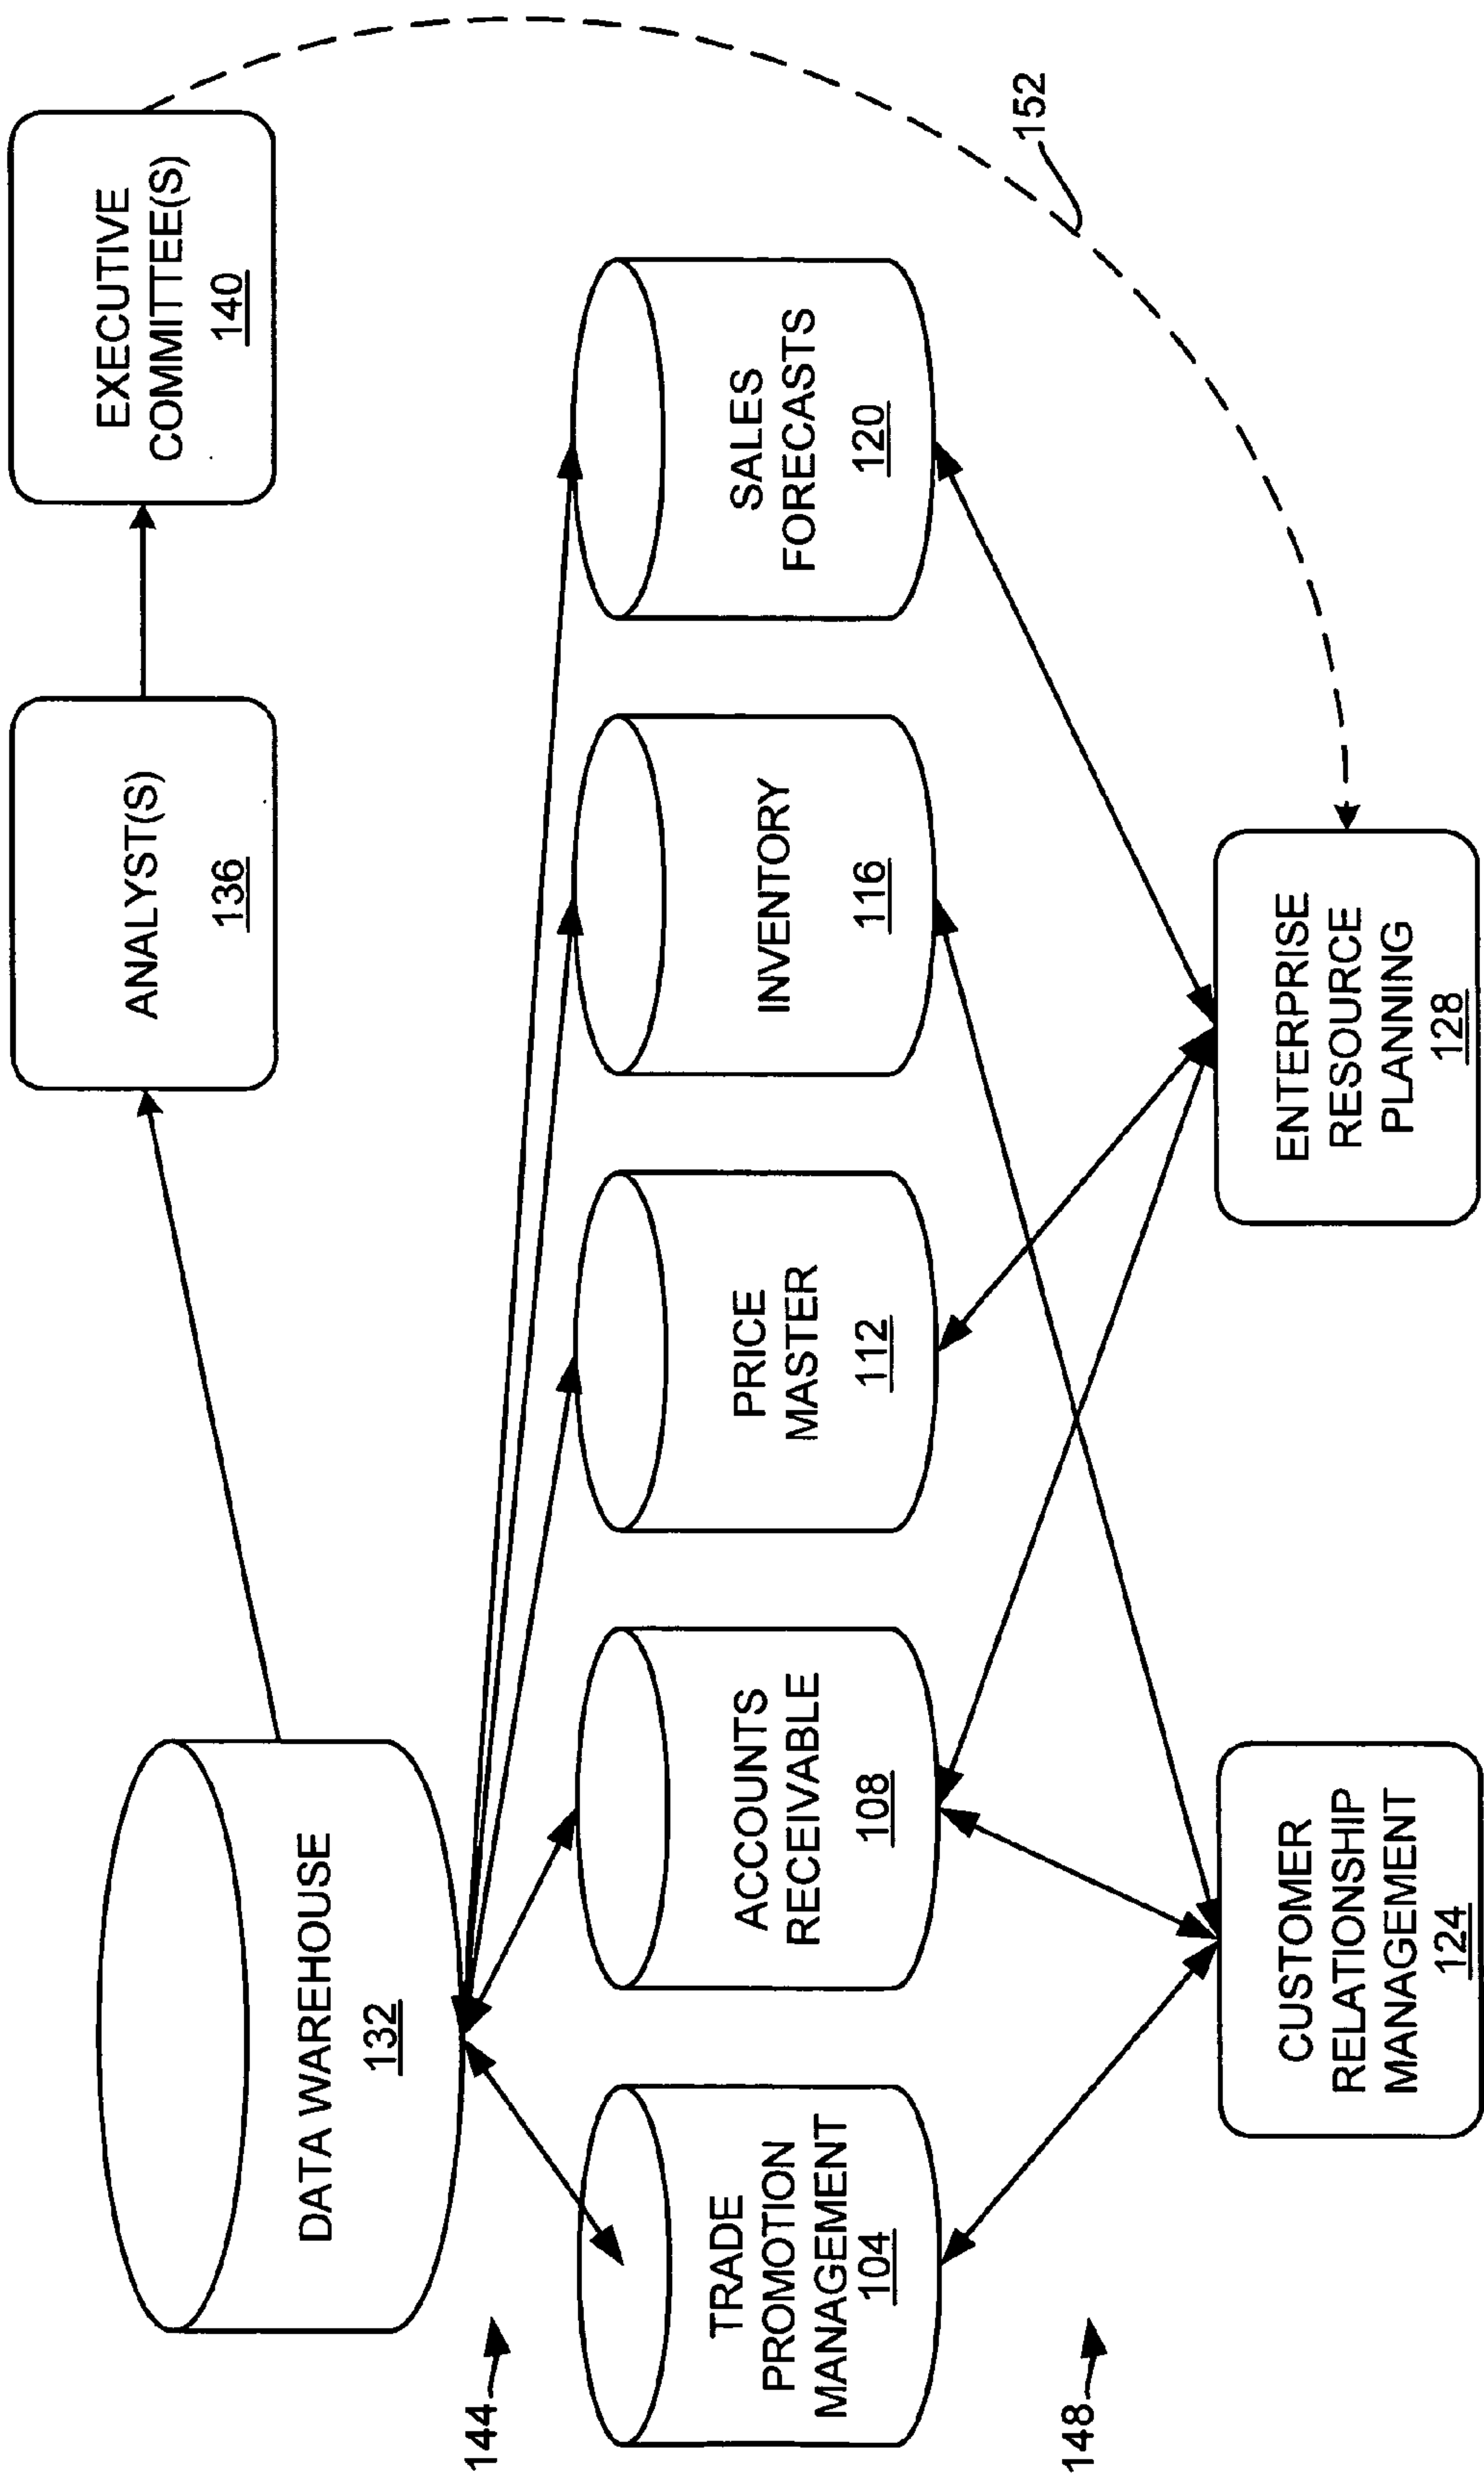 DATA WAREHOUSE
132
ANALYST(S)
136
EXECUTIVE
COMMITTEE(S)
140
144
TRADE
PROMOTION
MANAGEMENT
104
ACCOUNTS
RECEIVABLE
108
PRICE
MASTER
112
INVENTORY
116
SALES
FORECASTS
120
152
148
CUSTOMER
RELATIONSHIP
MANAGEMENT
124
ENTERPRISE
RESOURCE
PLANNING
128